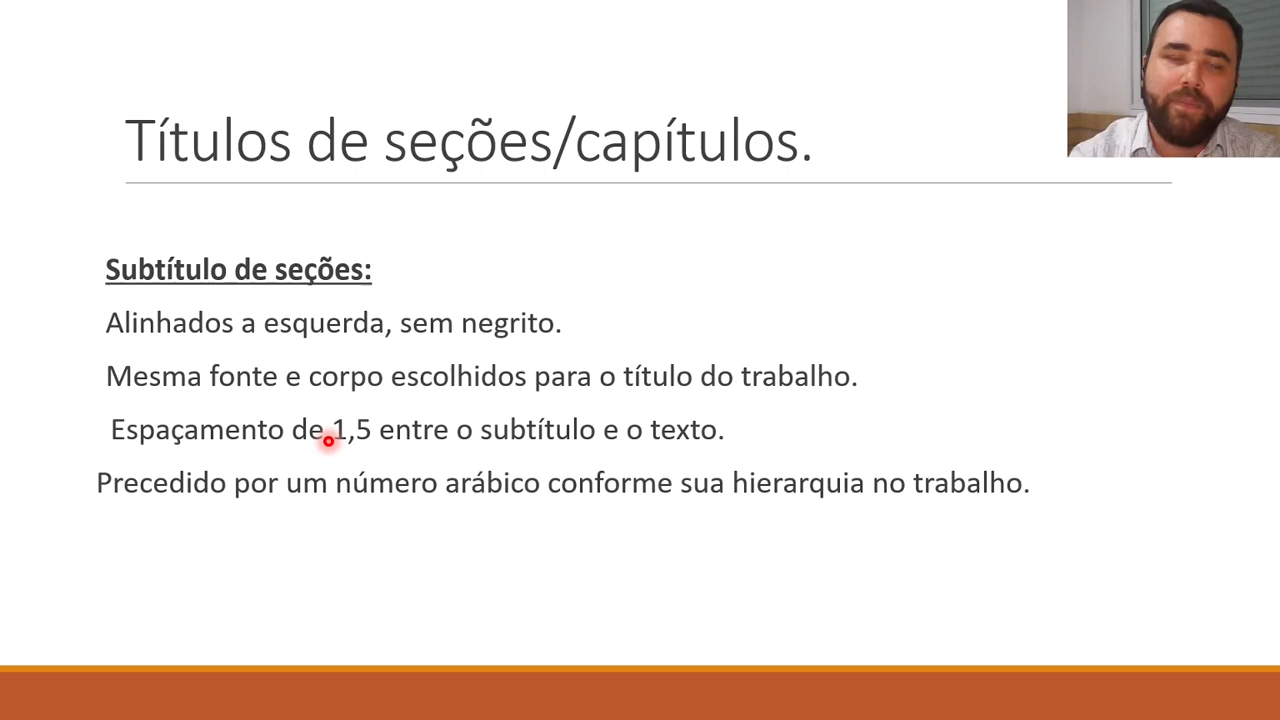 Títulos de seções/capítulos.
Subtítulo de seções:
Alinhados a esquerda, sem negrito.
Mesma fonte e corpo escolhidos para o título do trabalho.
Espaçamento de 1,5 entre o subtítulo e o texto.
Precedido por um número arábico conforme sua hierarquia no trabalho.